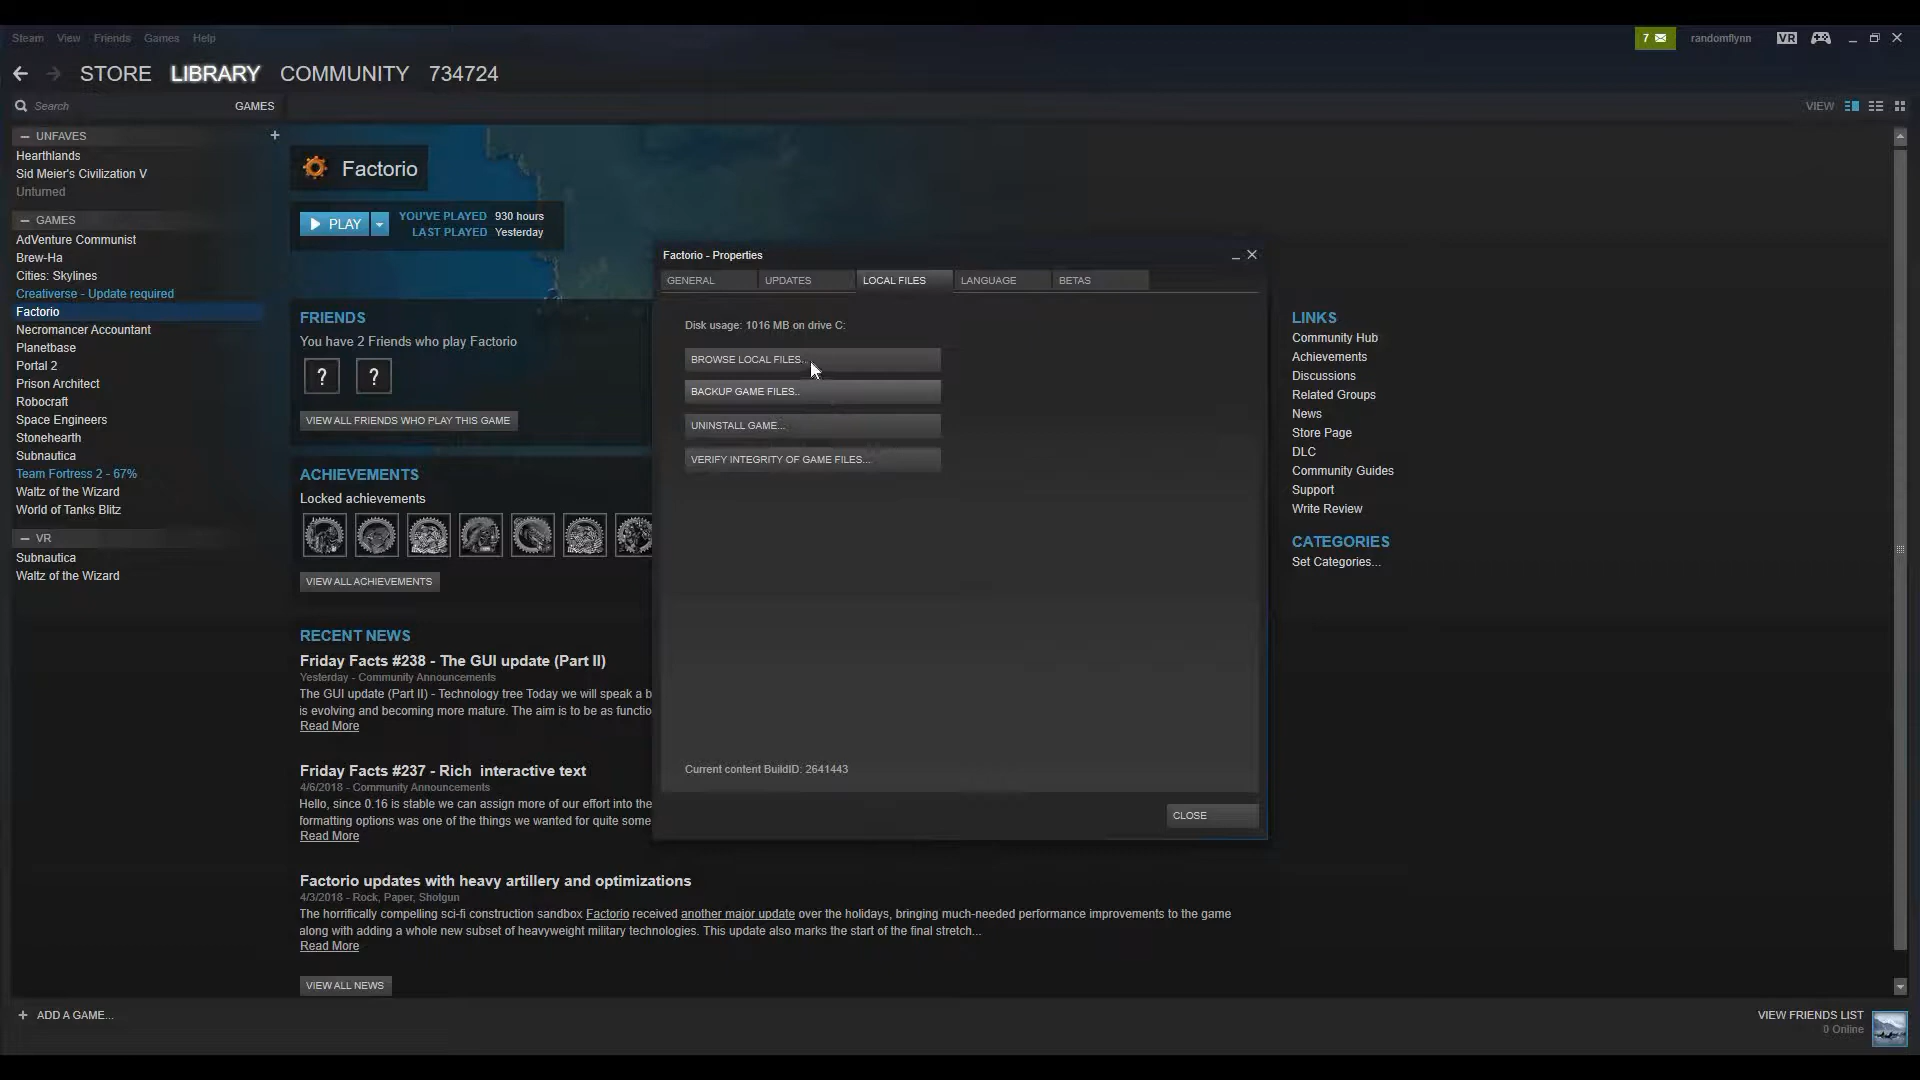 Steam View Friends Games Help
7 randomflynn VR
STORE LIBRARY COMMUNITY 734724
Search GAMES
VIEW
— UNFAVES +
Hearthlands
Sid Meier's Civilization V
Unturned
— GAMES
AdVenture Communist
Brew-Ha
Cities: Skylines
Creativerse - Update required
Factorio
Necromancer Accountant
Planetbase
Portal 2
Prison Architect
Robocraft
Space Engineers
Stonehearth
Subnautica
Team Fortress 2 - 67%
Waltz of the Wizard
World of Tanks Blitz
— VR
Subnautica
Waltz of the Wizard
+ ADD A GAME...
Factorio
PLAY
YOU'VE PLAYED 930 hours
LAST PLAYED Yesterday
FRIENDS
You have 2 Friends who play Factorio
? ?
VIEW ALL FRIENDS WHO PLAY THIS GAME
ACHIEVEMENTS
Locked achievements
VIEW ALL ACHIEVEMENTS
RECENT NEWS
Friday Facts #238 - The GUI update (Part II)
Yesterday - Community Announcements
The GUI update (Part II) - Technology tree Today we will speak a b
is evolving and becoming more mature. The aim is to be as functio
Read More
Friday Facts #237 - Rich interactive text
4/6/2018 - Community Announcements
Hello, since 0.16 is stable we can assign more of our effort into the
formatting options was one of the things we wanted for quite some
Read More
Factorio updates with heavy artillery and optimizations
4/3/2018 - Rock, Paper, Shotgun
The horrifically compelling sci-fi construction sandbox Factorio received another major update over the holidays, bringing much-needed performance improvements to the game
along with adding a whole new subset of heavyweight military technologies. This update also marks the start of the final stretch...
Read More
VIEW ALL NEWS
Factorio - Properties
GENERAL UPDATES LOCAL FILES LANGUAGE BETAS
Disk usage: 1016 MB on drive C:
BROWSE LOCAL FILES...
BACKUP GAME FILES...
UNINSTALL GAME...
VERIFY INTEGRITY OF GAME FILES...
Current content BuildID: 2641443
CLOSE
LINKS
Community Hub
Achievements
Discussions
Related Groups
News
Store Page
DLC
Community Guides
Support
Write Review
CATEGORIES
Set Categories...
VIEW FRIENDS LIST
0 Online